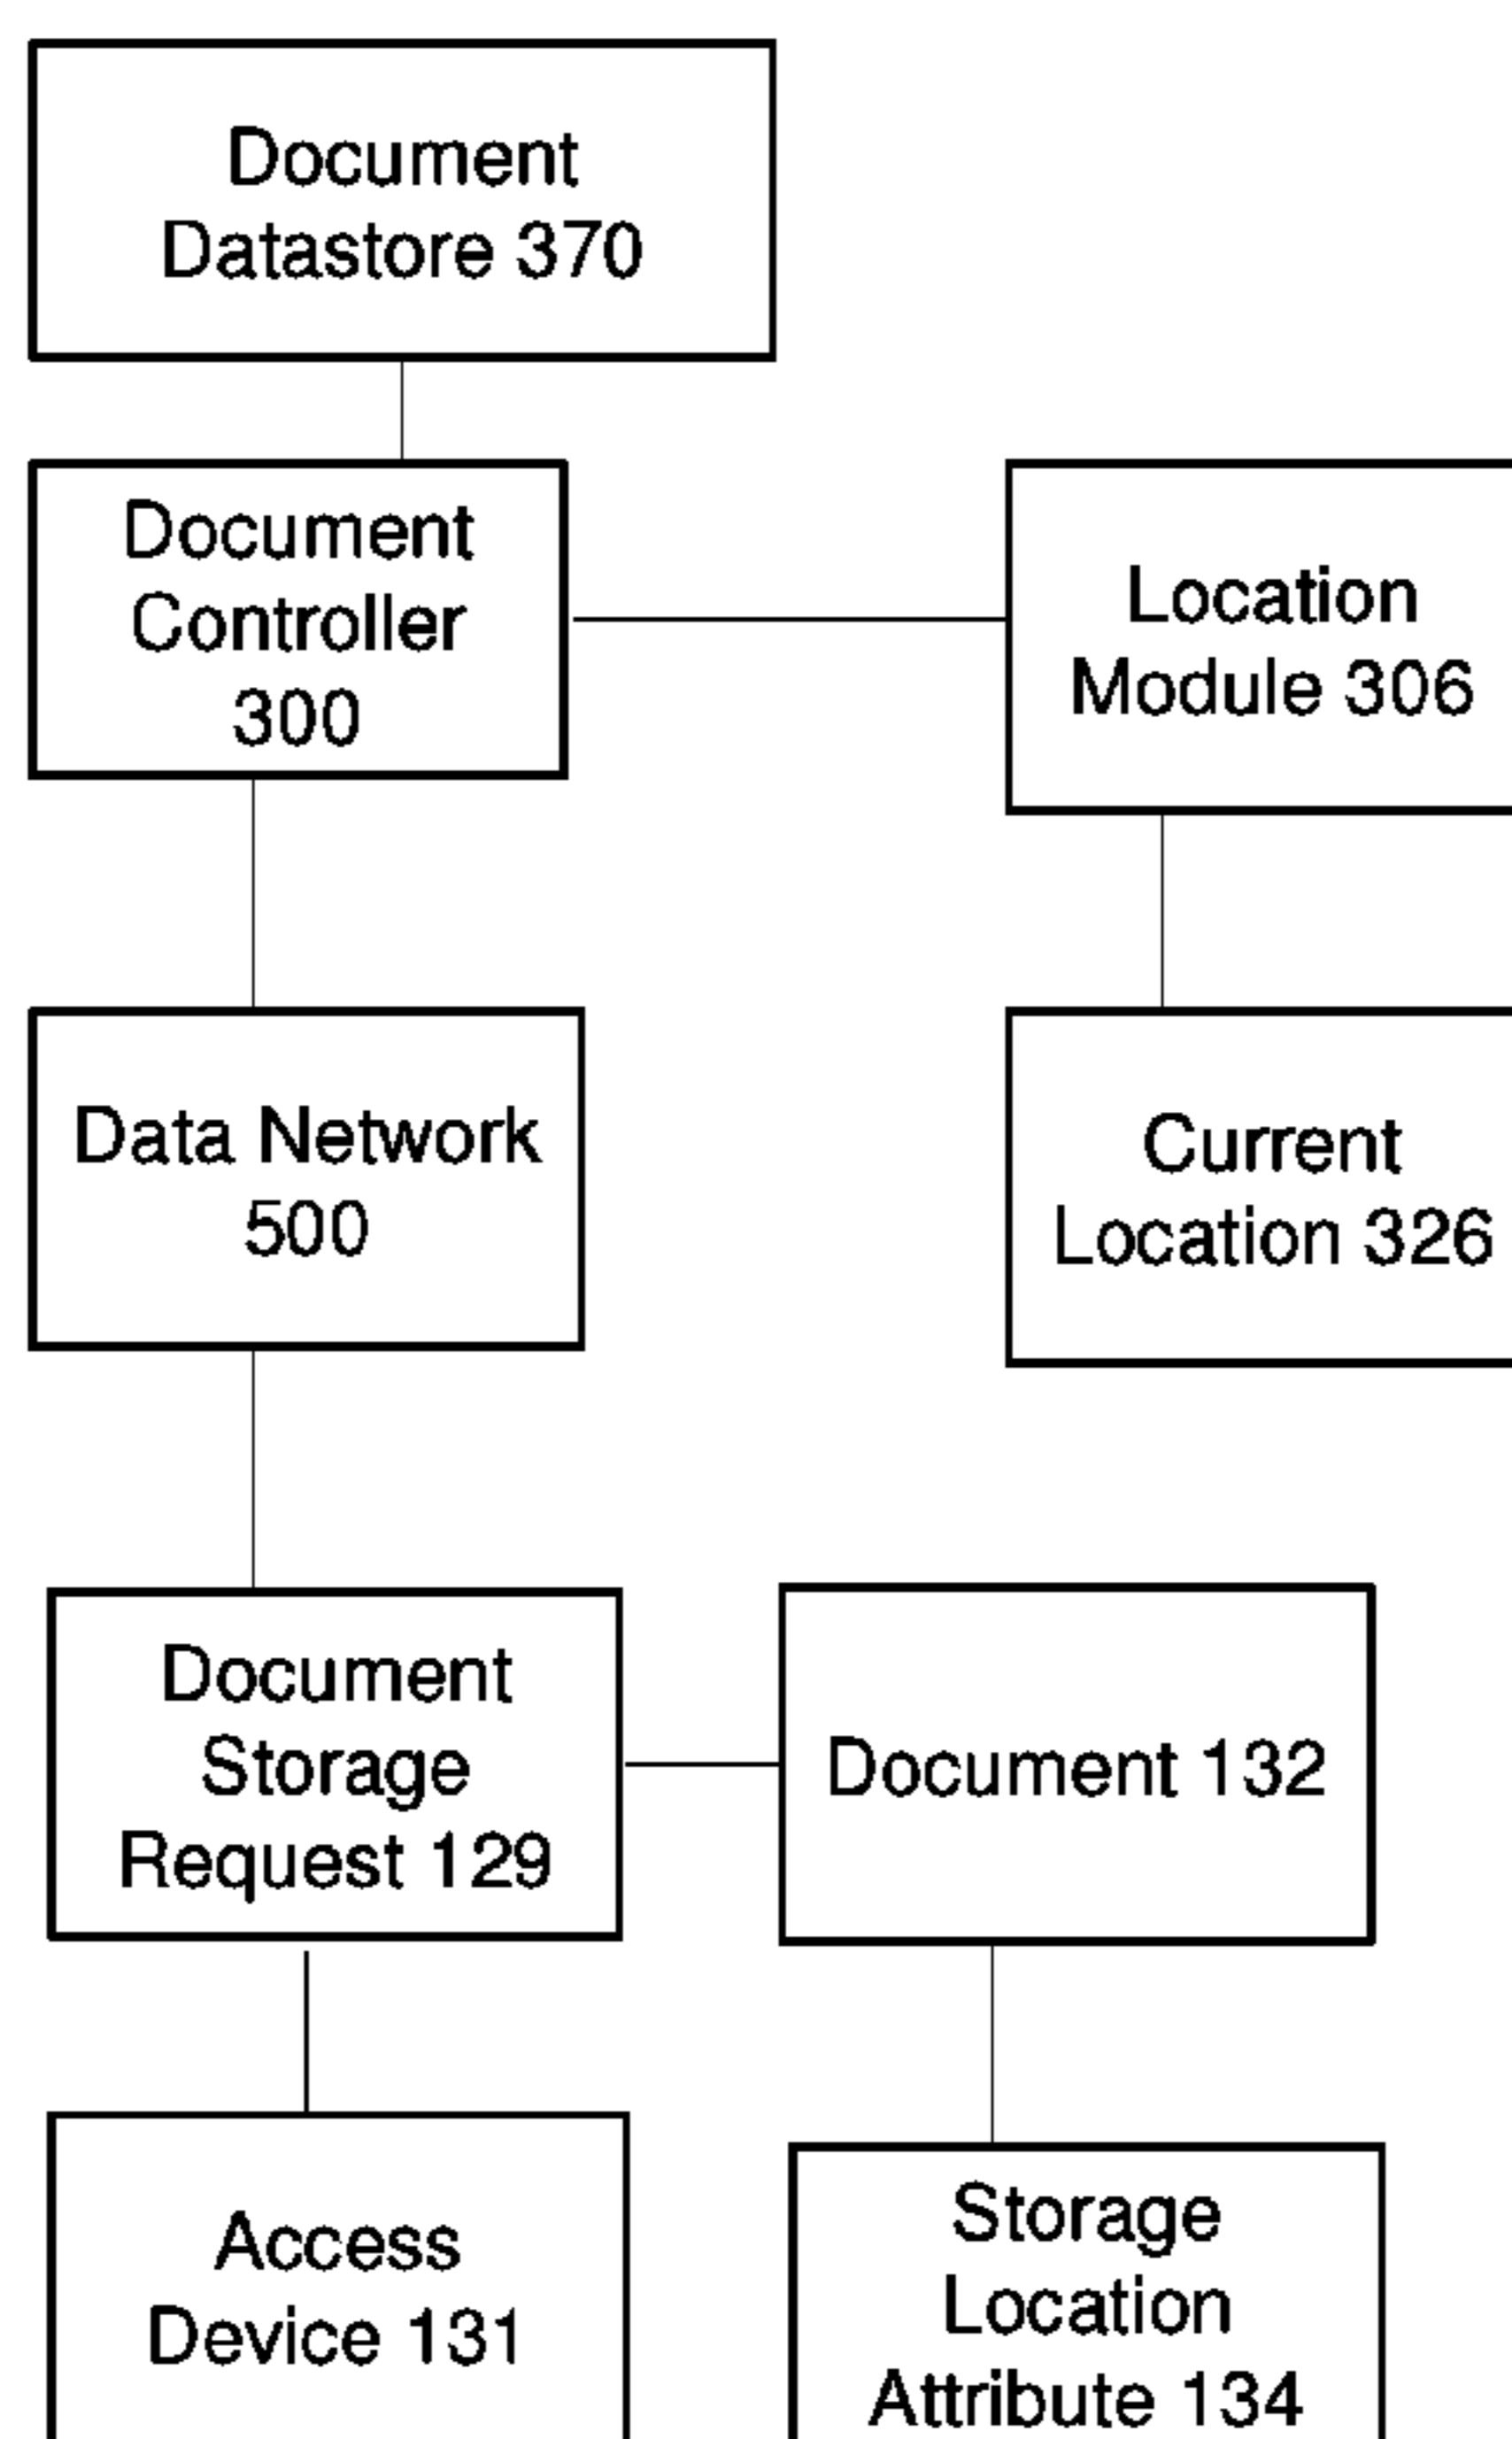 Document
Datastore 370
Document
Controller
300
Location
Module 306
Data Network
500
Current
Location 326
Document
Storage
Request 129
Document 132
Access
Device 131
Storage
Location
Attribute 134